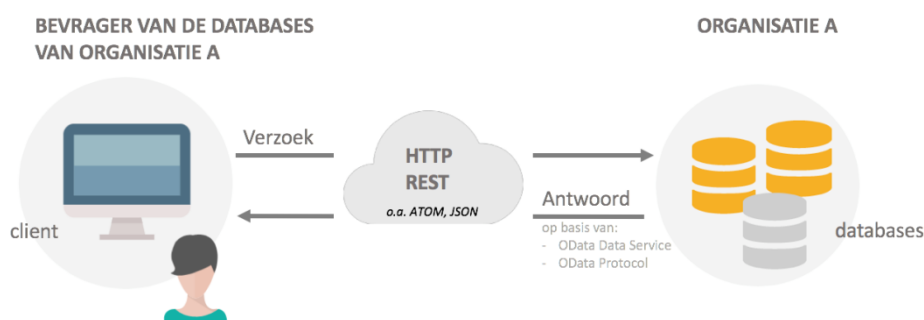 BEVRAGER VAN DE DATABASES
VAN ORGANISATIE A
ORGANISATIE A
Verzoek
HTTP
REST
o.a. ATOM, JSON
Antwoord
op basis van:
- OData Data Service
- OData Protocol
client
databases